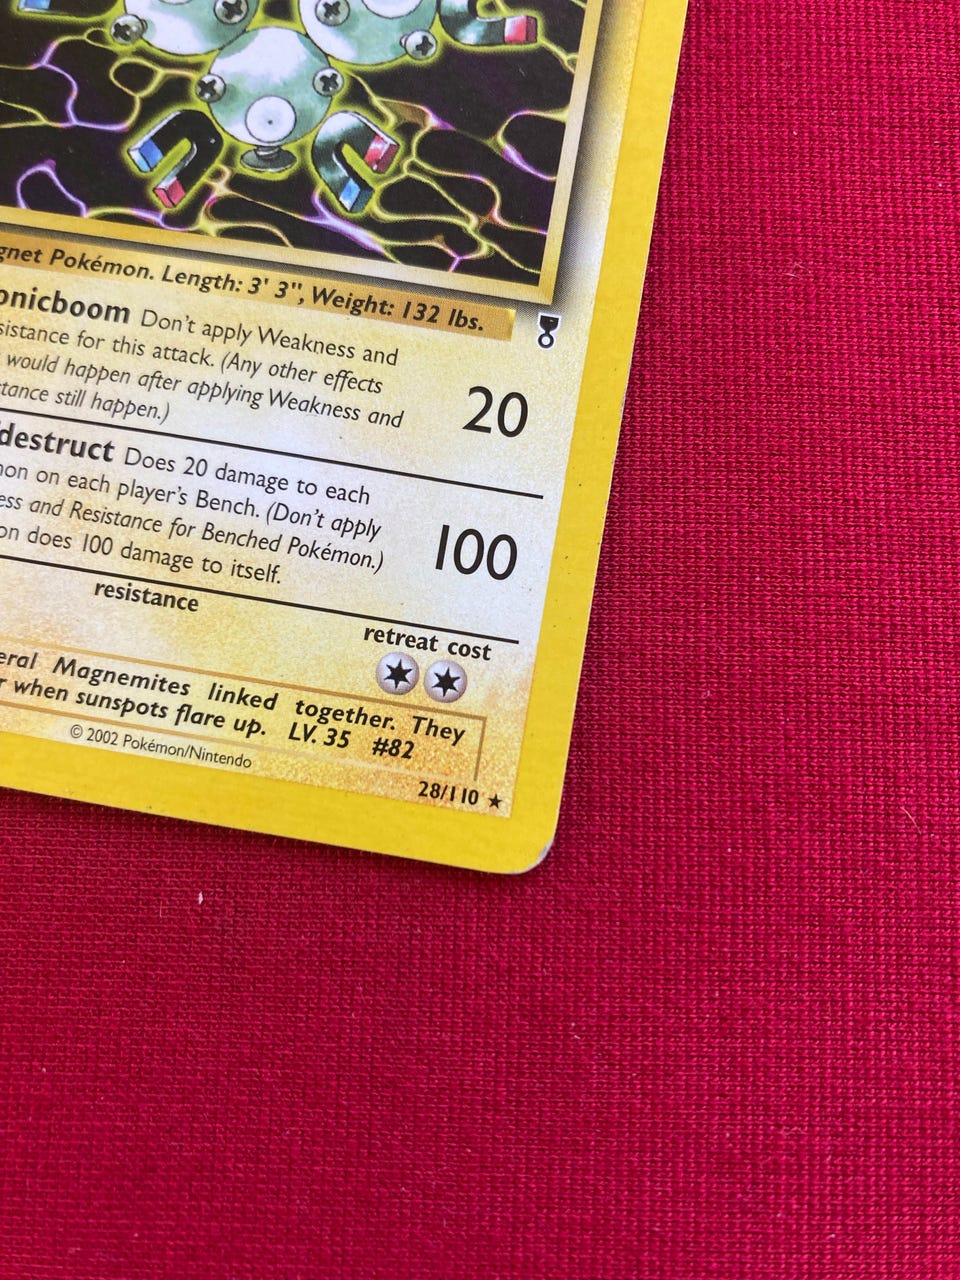 gnet Pokémon. Length: 3' 3", Weight: 132 lbs.
onicboom Don't apply Weakness and
sistance for this attack. (Any other effects
would happen after applying Weakness and
tance still happen.)
20
destruct Does 20 damage to each
mon on each player's Bench. (Don't apply
ess and Resistance for Benched Pokémon.)
on does 100 damage to itself.
100
resistance
retreat cost
eral Magnemites linked together. They
r when sunspots flare up. LV. 35 #82
© 2002 Pokémon/Nintendo
28/110 ★